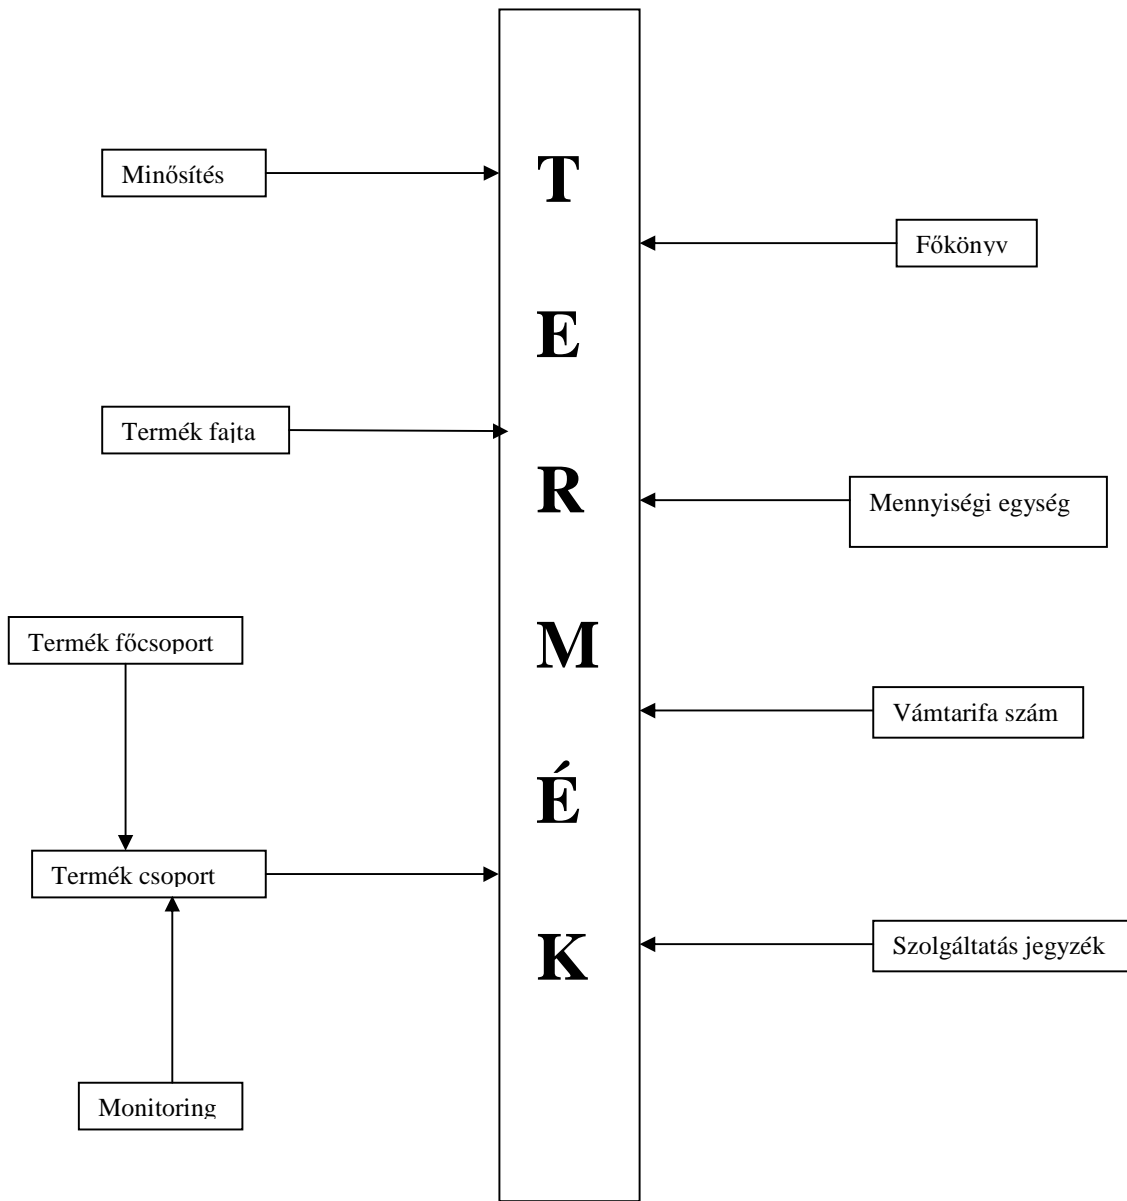 Minősítés
Főkönyv
Termék fajta
Mennyiségi egység
Termék főcsoport
Vámtarifa szám
Termék csoport
Szolgáltatás jegyzék
Monitoring
T
E
R
M
É
K